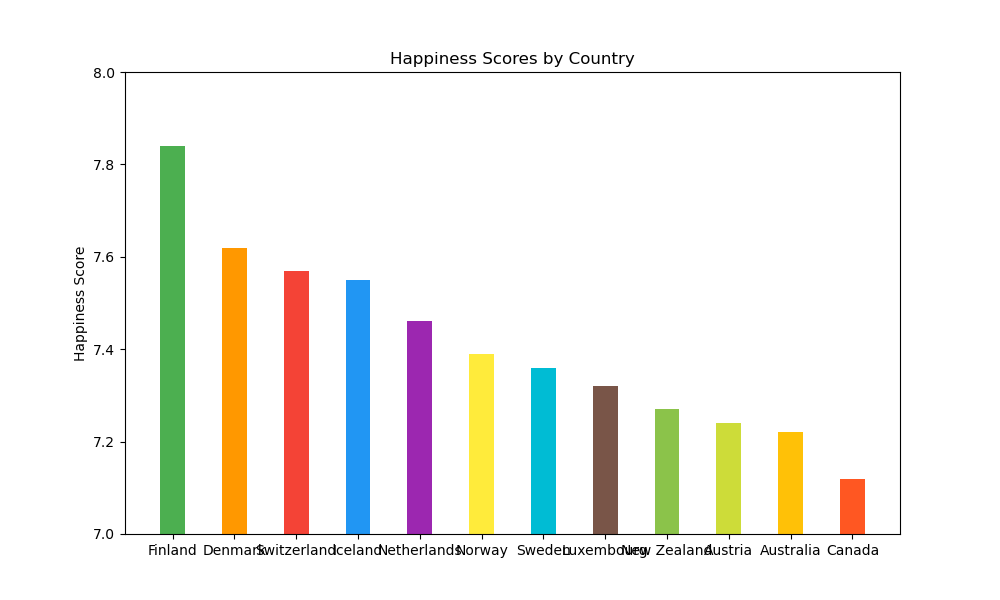 Happiness Scores by Country
Happiness Score
8.0
7.8
7.6
7.4
7.2
7.0
Finland Denmark Switzerland Iceland Netherlands Norway Sweden Luxembourg New Zealand Austria Australia Canada